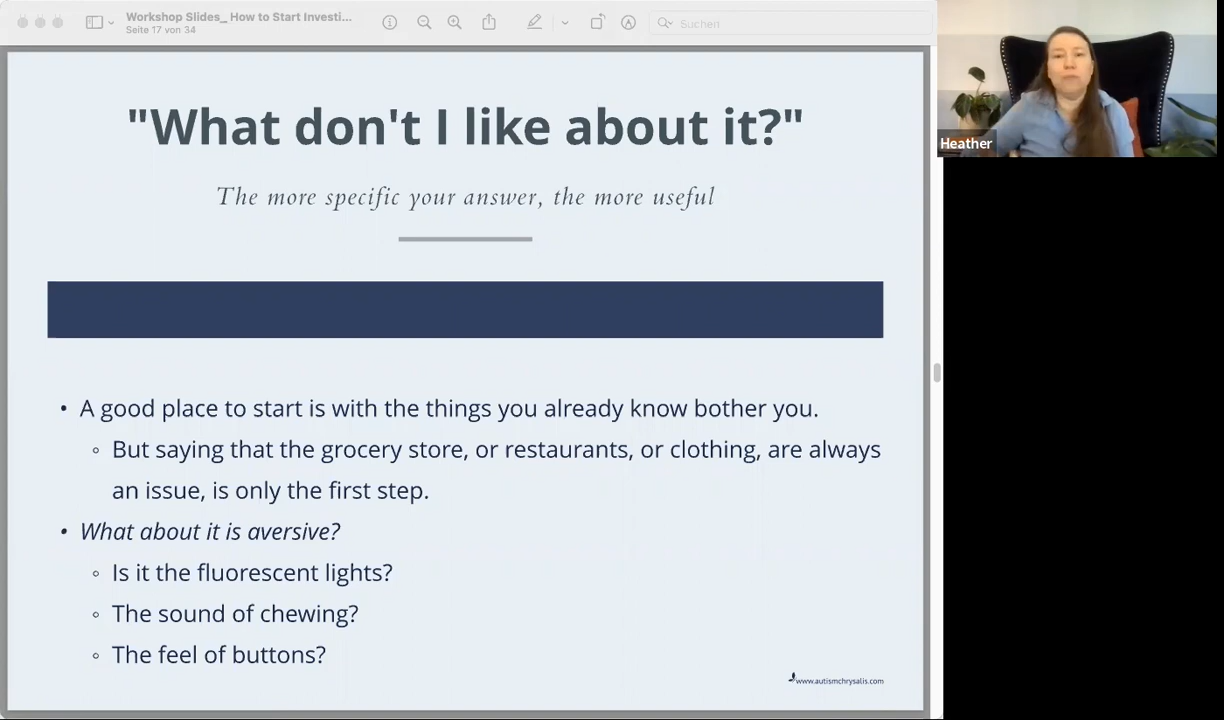 Workshop Slides_ How to Start Investi...
Seite 17 von 34
Suchen
Heather
"What don't I like about it?"
The more specific your answer, the more useful
• A good place to start is with the things you already know bother you.
◦ But saying that the grocery store, or restaurants, or clothing, are always
an issue, is only the first step.
• What about it is aversive?
◦ Is it the fluorescent lights?
◦ The sound of chewing?
◦ The feel of buttons?
www.autismchrysalis.com